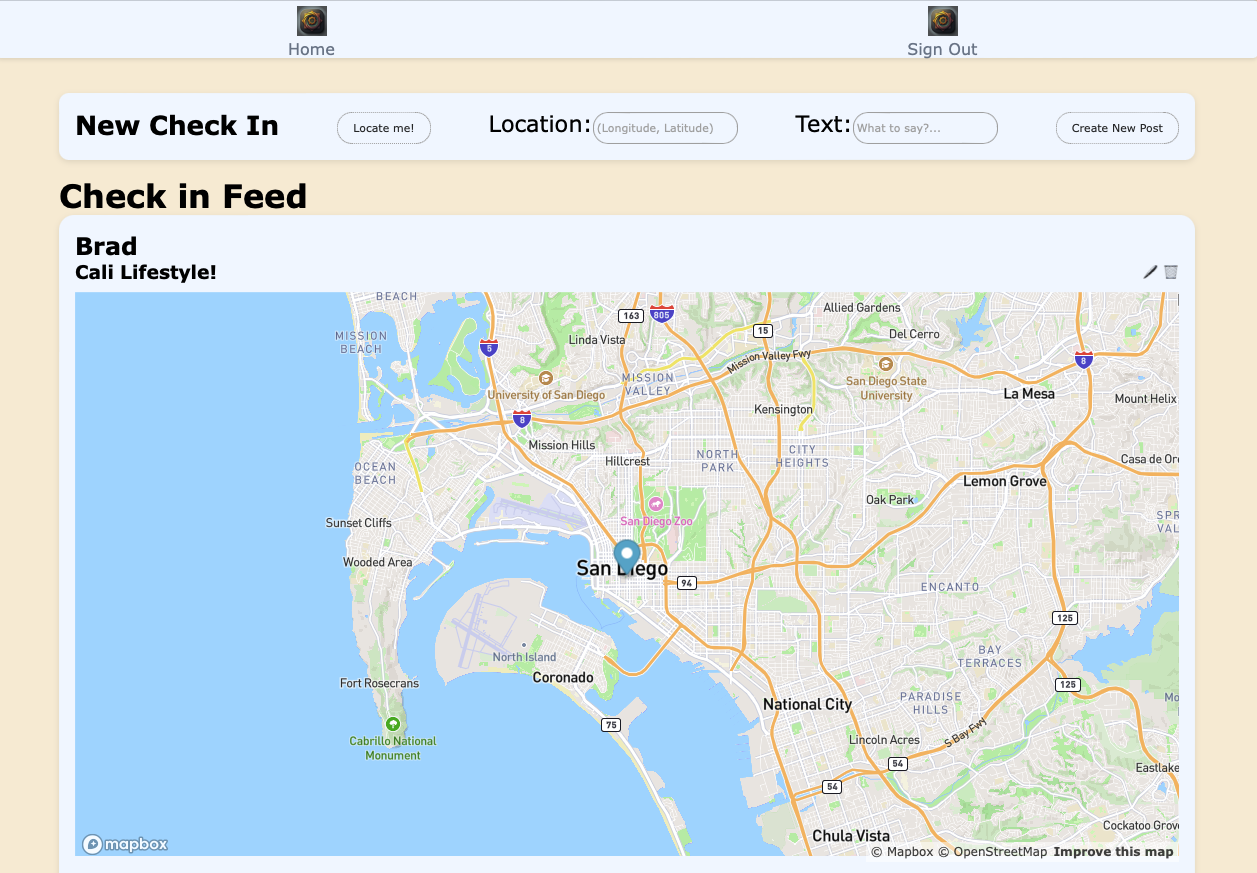 Home
Sign Out
New Check In
Locate me!
Location:
(Longitude, Latitude)
Text:
What to say?...
Create New Post
Check in Feed
Brad
Cali Lifestyle!
BEACH
163
805
15
Allied Gardens
Del Cerro
MISSION
BEACH
5
Linda Vista
Mission Valley Fwy
8
University of San Diego
MISSION
VALLEY
San Diego State
University
La Mesa
Mount Helix
Kensington
8
Mission Hills
Hillcrest
NORTH
PARK
CITY
HEIGHTS
Casa de Or
OCEAN
BEACH
Lemon Grove
Oak Park
Sunset Cliffs
San Diego Zoo
SPR
VAL
Wooded Area
San Diego
94
ENCANTO
125
North Island
BAY
TERRACES
Coronado
Fort Rosecrans
125
National City
PARADISE
HILLS
Mo
75
Cabrillo National
Monument
Lincoln Acres
S Bay Fwy
54
Eastlake
54
Cockatoo Grov
Chula Vista
mapbox
© Mapbox © OpenStreetMap Improve this map